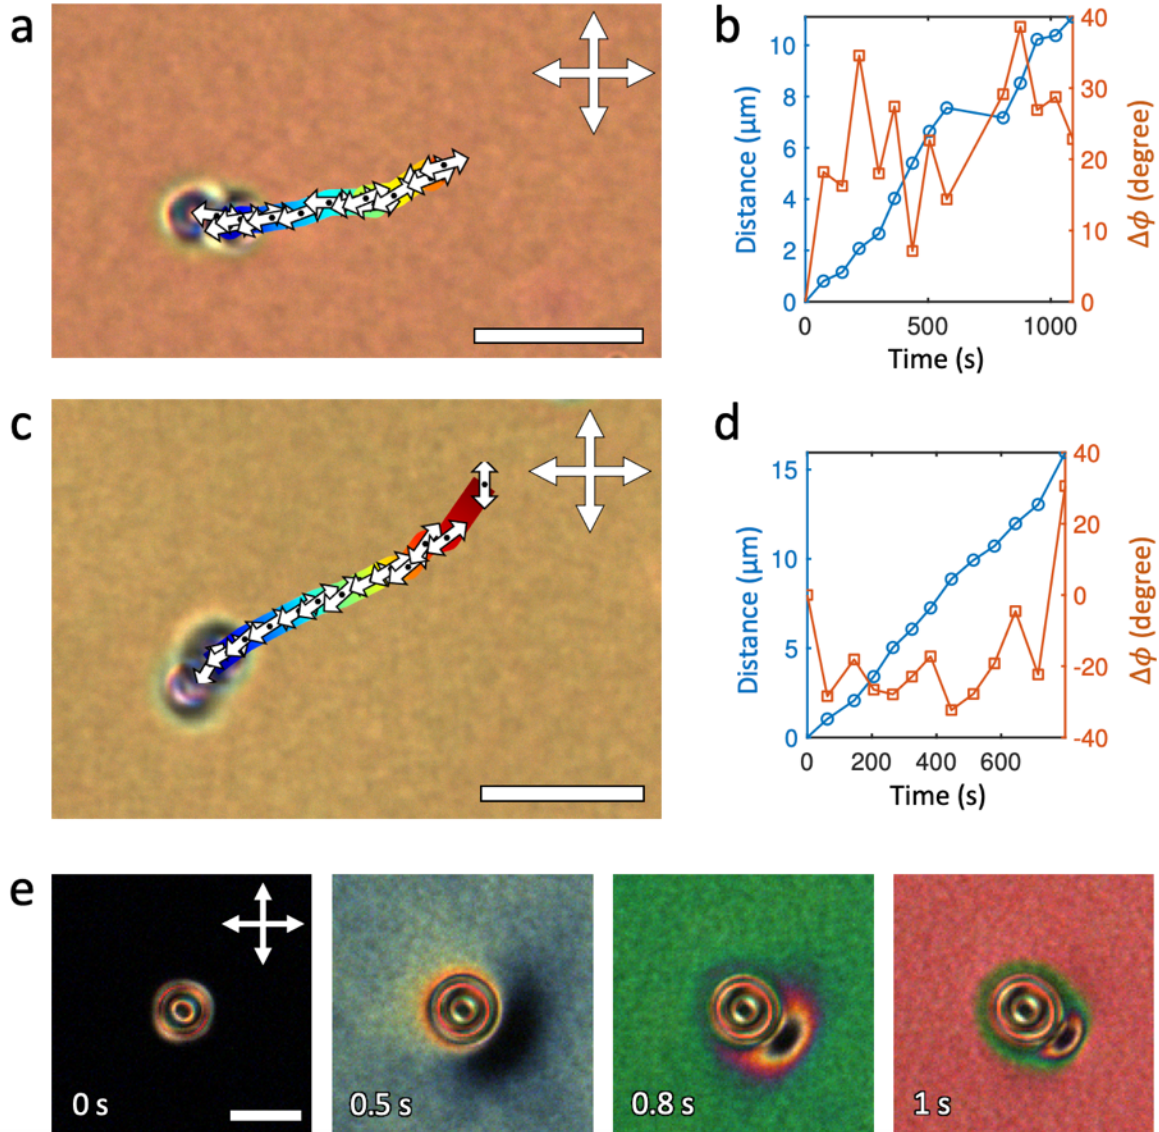 a
b
Distance (μm)
10
8
6
4
2
0
40
30
20
10
0
Δϕ (degree)
0 500 1000
Time (s)
c
d
Distance (μm)
15
10
5
0
40
20
0
-20
-40
Δϕ (degree)
0 200 400 600
Time (s)
e
0 s
0.5 s
0.8 s
1 s